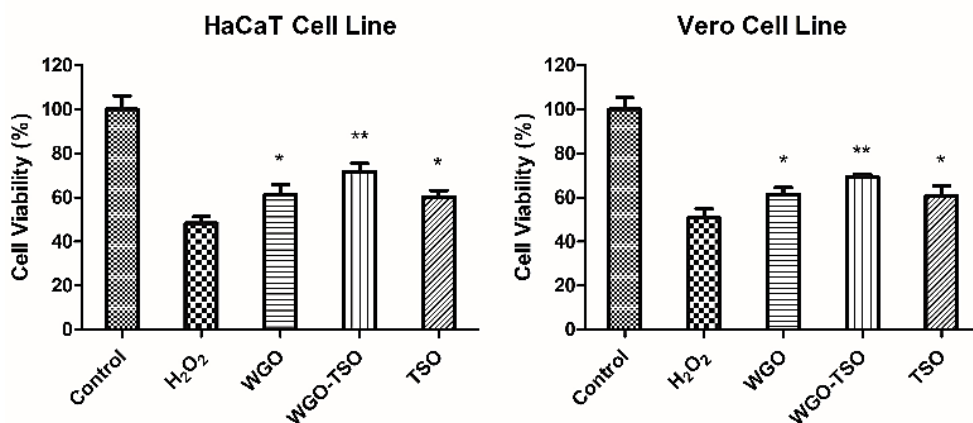 HaCaT Cell Line
Cell Viability (%)
120
100
80
60
40
20
0
*
**
*
Control
H₂O₂
WGO
WGO-TSO
TSO
Vero Cell Line
Cell Viability (%)
120
100
80
60
40
20
0
*
**
*
Control
H₂O₂
WGO
WGO-TSO
TSO